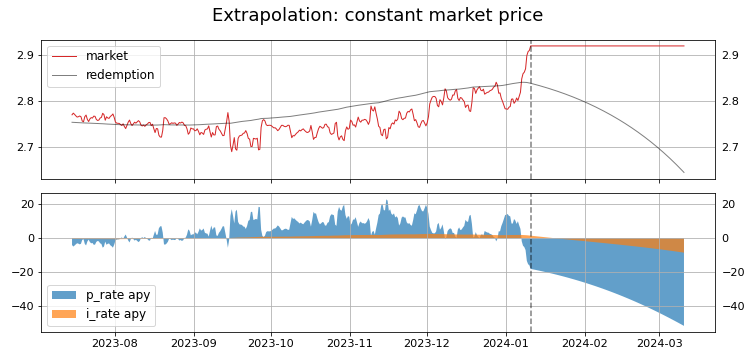 Extrapolation: constant market price
market
redemption
2.9 2.9
2.8 2.8
2.7 2.7
20 20
0 0
−20 −20
−40 −40
p_rate apy
i_rate apy
2023-08 2023-09 2023-10 2023-11 2023-12 2024-01 2024-02 2024-03